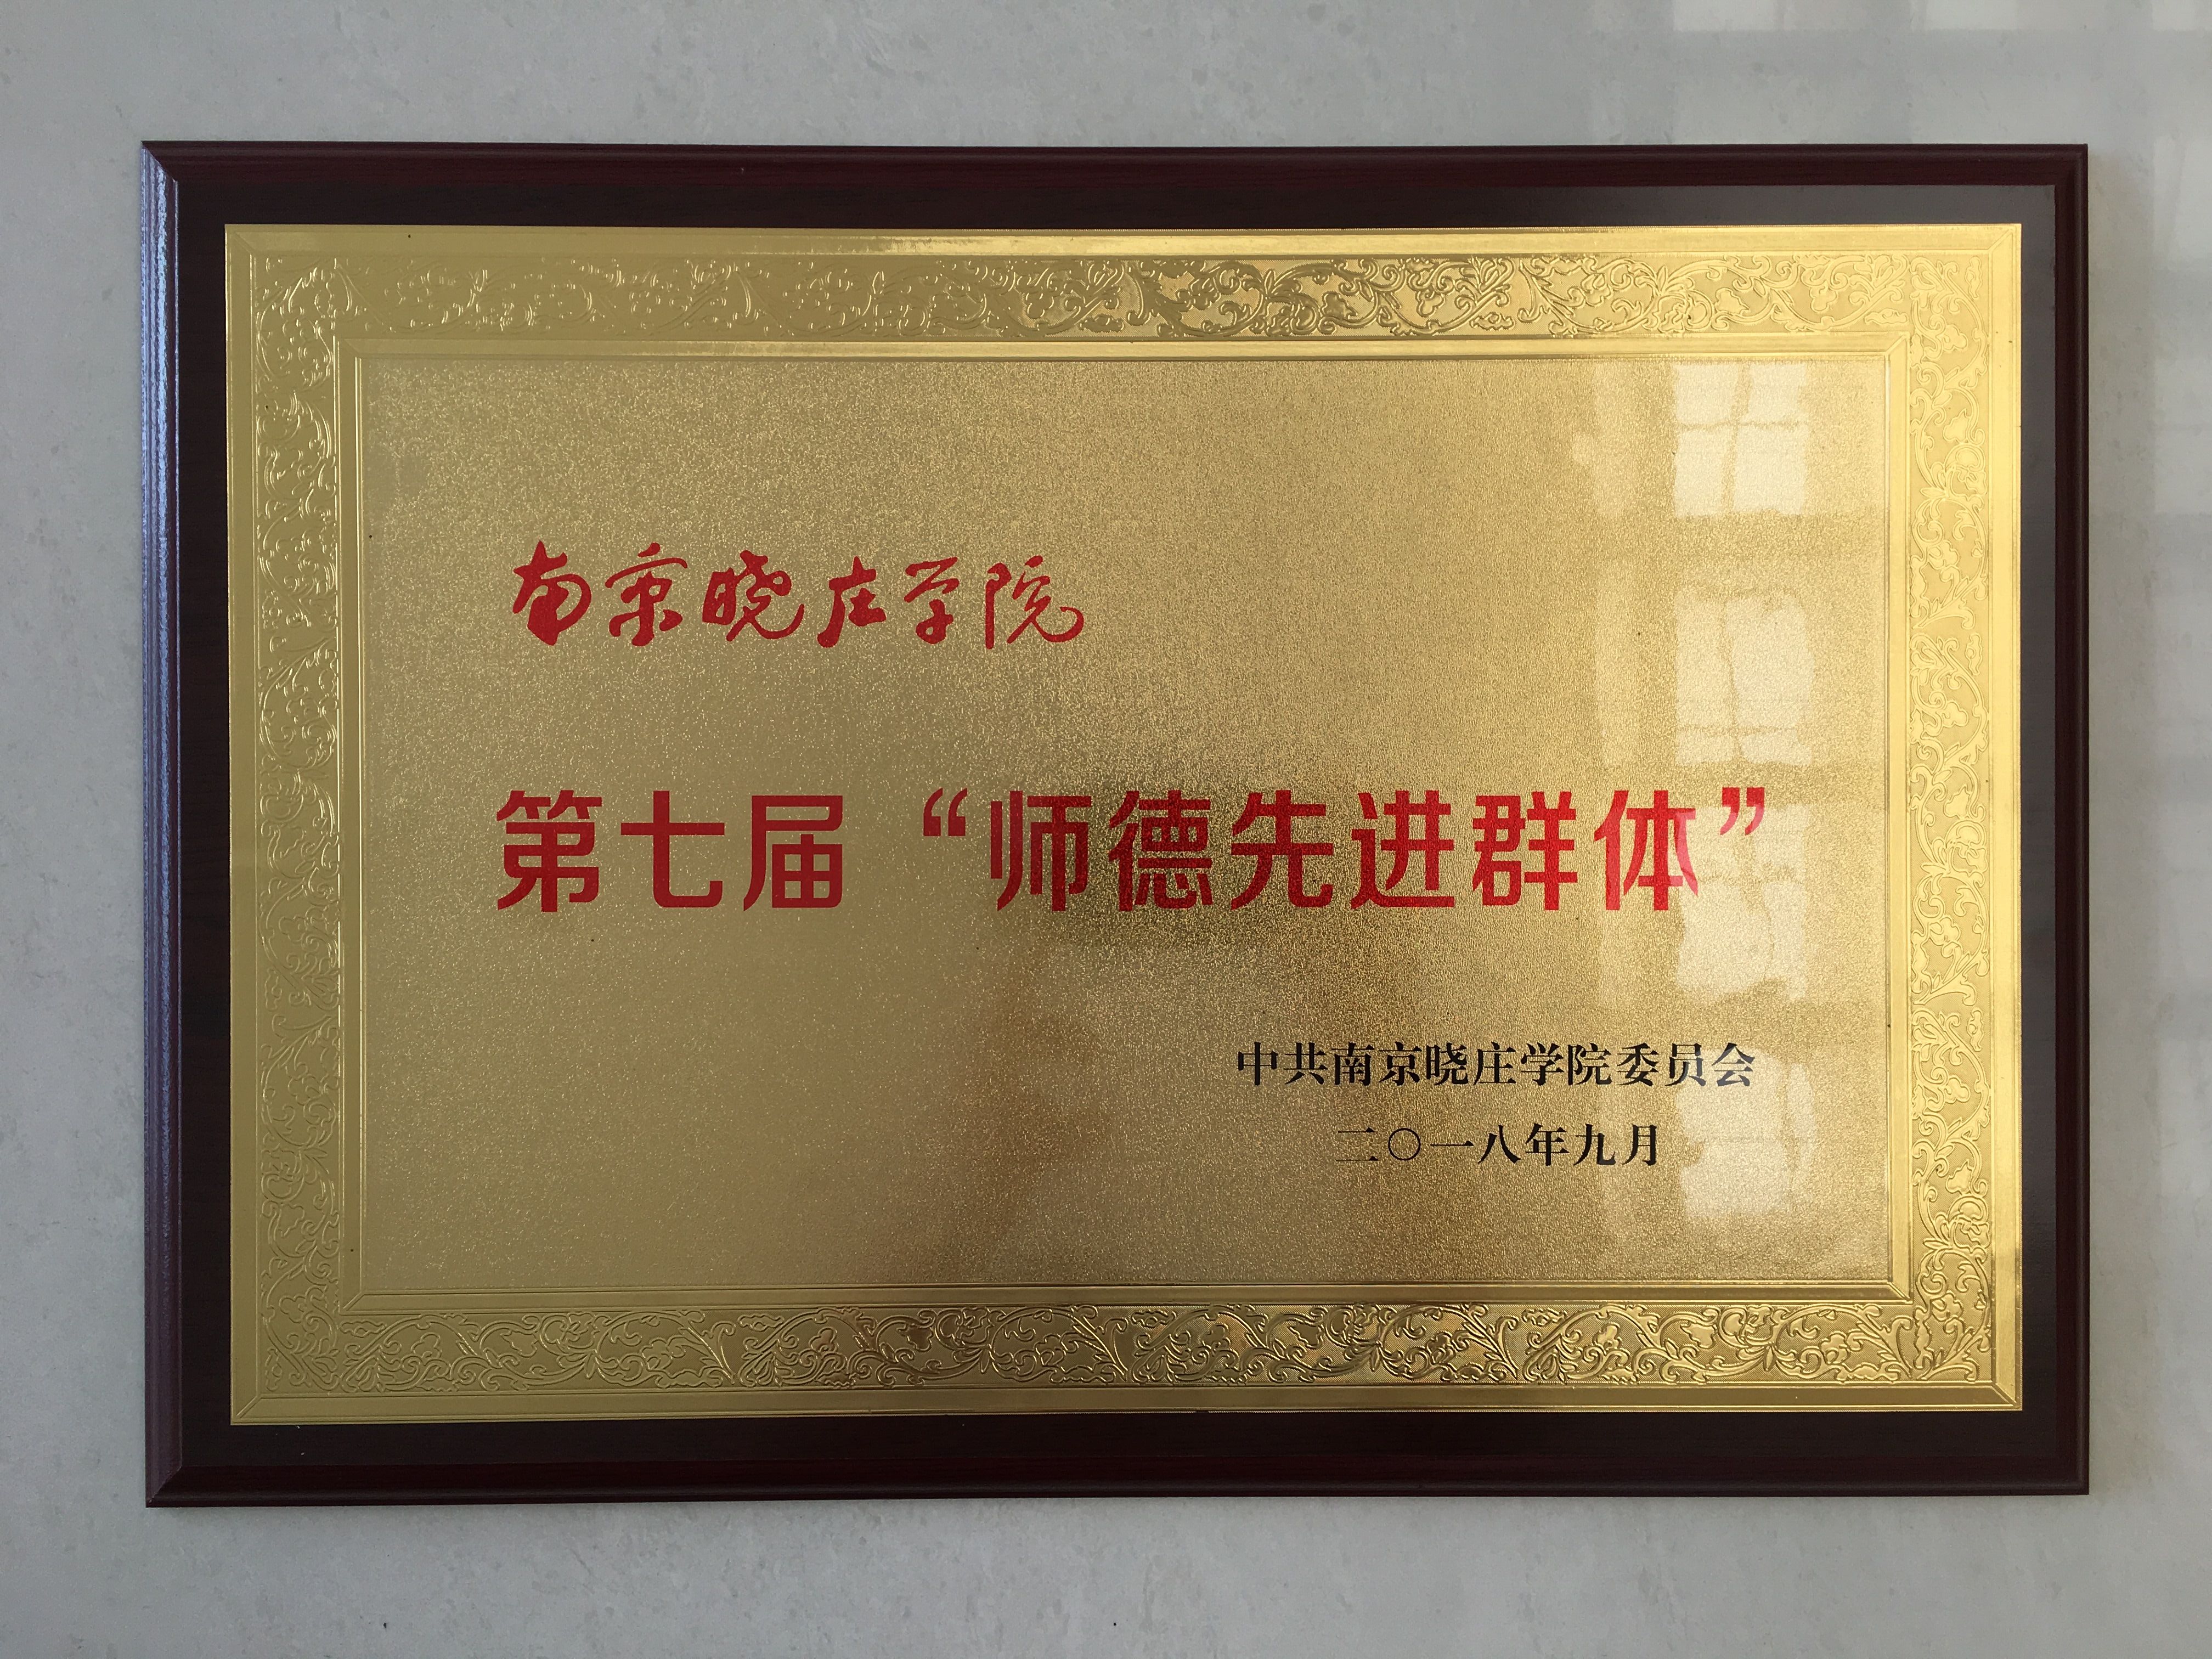 南京晓庄学院
第七届“师德先进群体”
中共南京晓庄学院委员会
二〇一八年九月